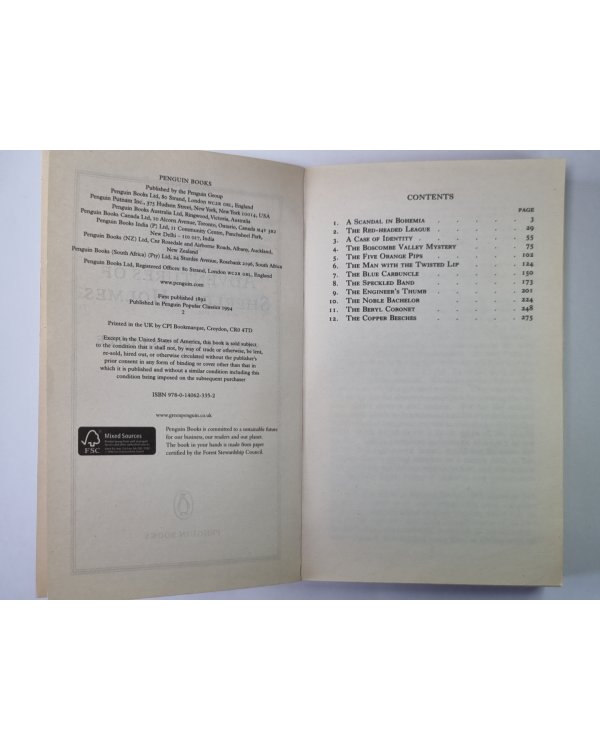 PENGUIN BOOKS
Published by the Penguin Group
Penguin Books Ltd, 80 Strand, London WC2R 0RL, England
Penguin Putnam Inc., 375 Hudson Street, New York, New York 10014, USA
Penguin Books Australia Ltd, Ringwood, Victoria, Australia
Penguin Books Canada Ltd, 10 Alcorn Avenue, Toronto, Ontario, Canada M4V 3B2
Penguin Books India (P) Ltd, 11 Community Centre, Panchsheel Park,
New Delhi – 110 017, India
Penguin Books (NZ) Ltd, Cnr Rosedale and Airborne Roads, Albany, Auckland,
New Zealand
Penguin Books (South Africa) (Pty) Ltd, 24 Sturdee Avenue, Rosebank 2196, South Africa
Penguin Books Ltd, Registered Offices: 80 Strand, London WC2R 0RL, England
www.penguin.com
First published 1892
Published in Penguin Popular Classics 1994
2
Printed in the UK by CPI Bookmarque, Croydon, CR0 4TD
Except in the United States of America, this book is sold subject
to the condition that it shall not, by way of trade or otherwise, be lent,
re-sold, hired out, or otherwise circulated without the publisher's
prior consent in any form of binding or cover other than that in
which it is published and without a similar condition including this
condition being imposed on the subsequent purchaser
ISBN 978-0-14062-335-2
www.greenpenguin.co.uk
Penguin Books is committed to a sustainable future
for our business, our readers and our planet.
The book in your hands is made from paper
certified by the Forest Stewardship Council.
FSC
Mixed Sources
PENGUIN BOOKS
CONTENTS
PAGE
1. A Scandal in Bohemia . . . . 3
2. The Red-headed League . . . . 29
3. A Case of Identity . . . . 55
4. The Boscombe Valley Mystery . . . 75
5. The Five Orange Pips . . . . 102
6. The Man with the Twisted Lip . . . 124
7. The Blue Carbuncle . . . . 150
8. The Speckled Band . . . . 173
9. The Engineer's Thumb . . . . 201
10. The Noble Bachelor . . . . 224
11. The Beryl Coronet . . . . 248
12. The Copper Beeches . . . . 275